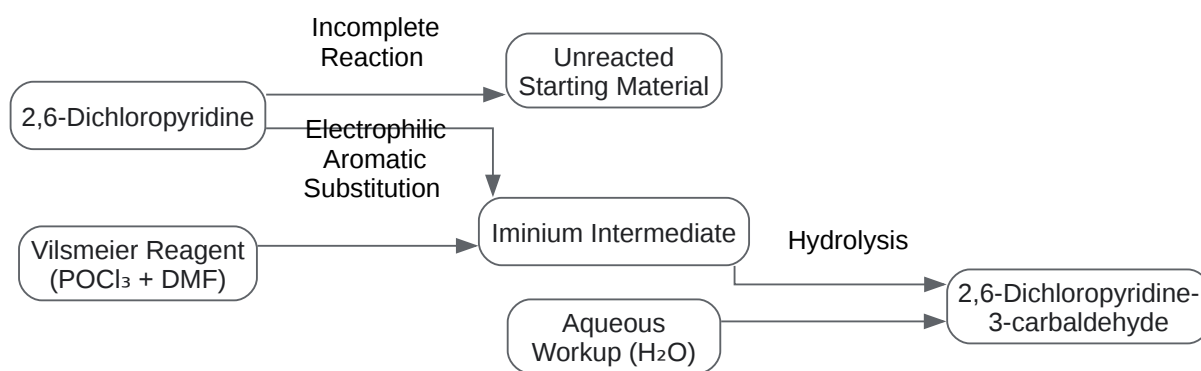 Incomplete
Reaction
Unreacted
Starting Material
2,6-Dichloropyridine
Electrophilic
Aromatic
Substitution
Vilsmeier Reagent
(POCl₃ + DMF)
Iminium Intermediate
Hydrolysis
Aqueous
Workup (H₂O)
2,6-Dichloropyridine-
3-carbaldehyde